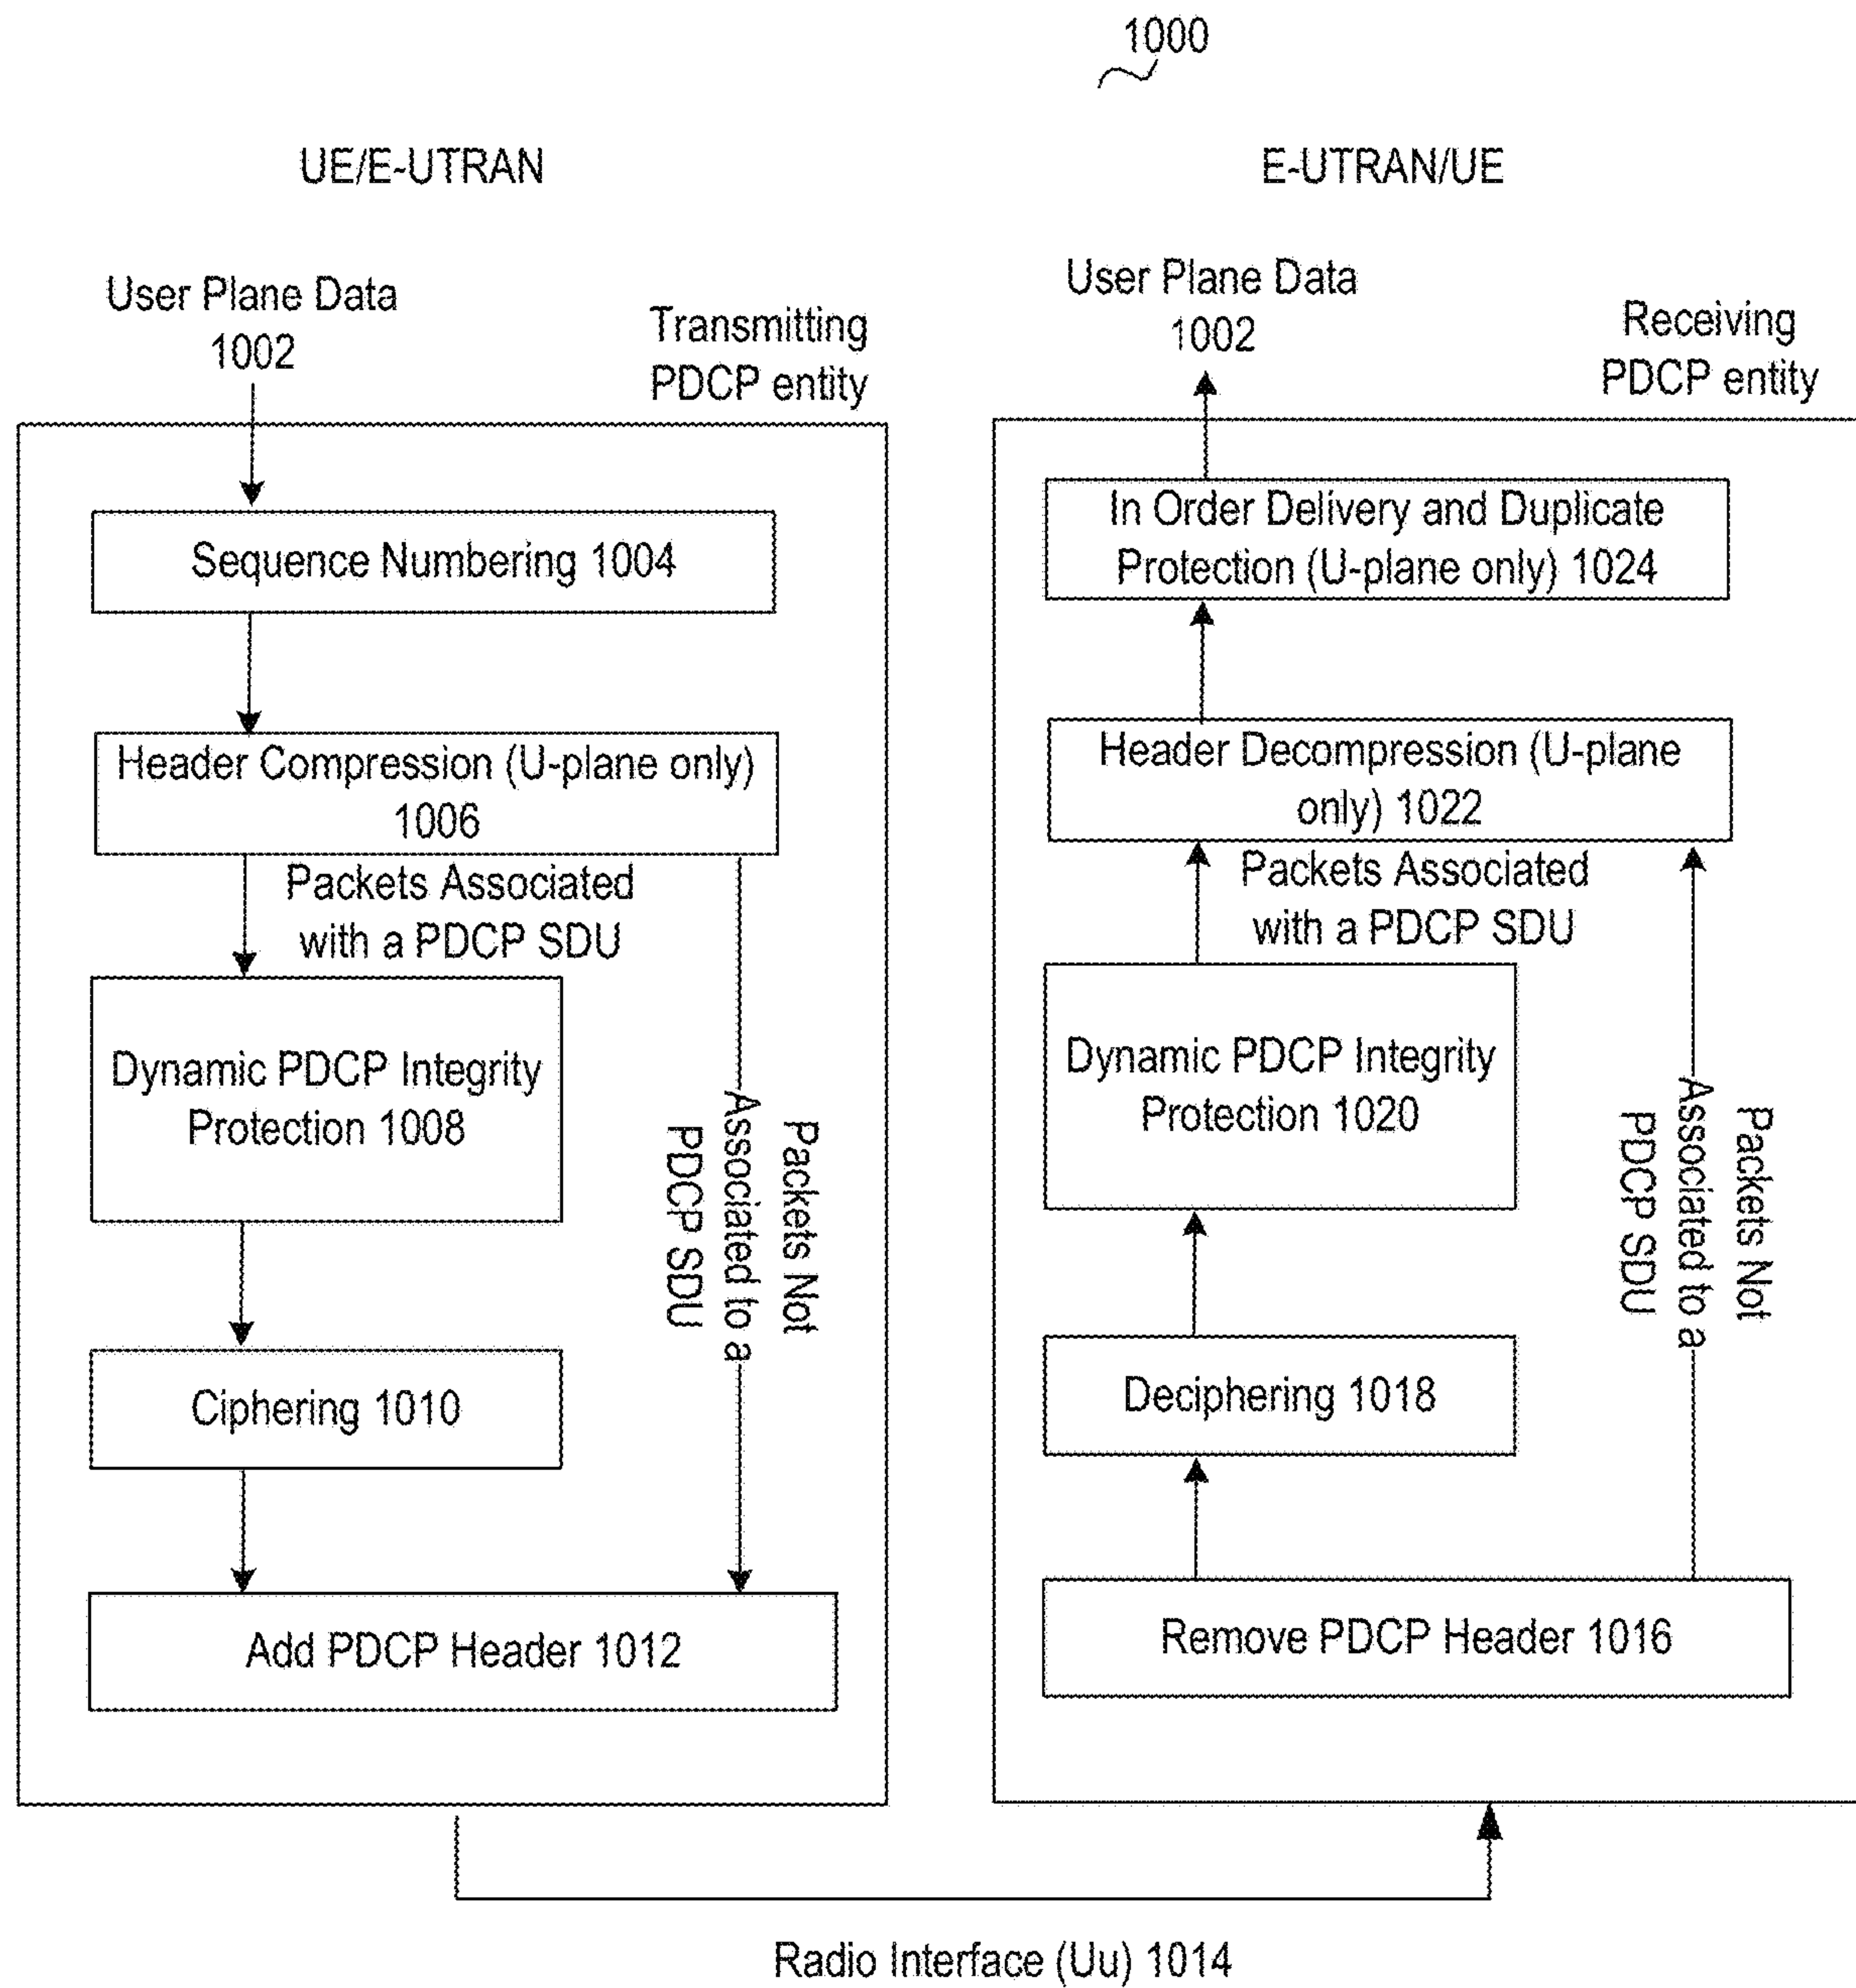 1000
UE/E-UTRAN
E-UTRAN/UE
User Plane Data
1002
Transmitting
PDCP entity
User Plane Data
1002
Receiving
PDCP entity
Sequence Numbering 1004
Header Compression (U-plane only)
1006
Packets Associated
with a PDCP SDU
Dynamic PDCP Integrity
Protection 1008
Packets Not
Associated to a
PDCP SDU
Ciphering 1010
Add PDCP Header 1012
In Order Delivery and Duplicate
Protection (U-plane only) 1024
Header Decompression (U-plane
only) 1022
Packets Associated
with a PDCP SDU
Dynamic PDCP Integrity
Protection 1020
Packets Not
Associated to a
PDCP SDU
Deciphering 1018
Remove PDCP Header 1016
Radio Interface (Uu) 1014